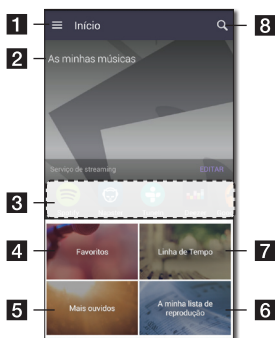 1 Início 8
2 As minhas músicas
Serviço de streaming EDITAR
3
4 Favoritos Linha de Tempo 7
5 Mais ouvidos A minha lista de reprodução 6